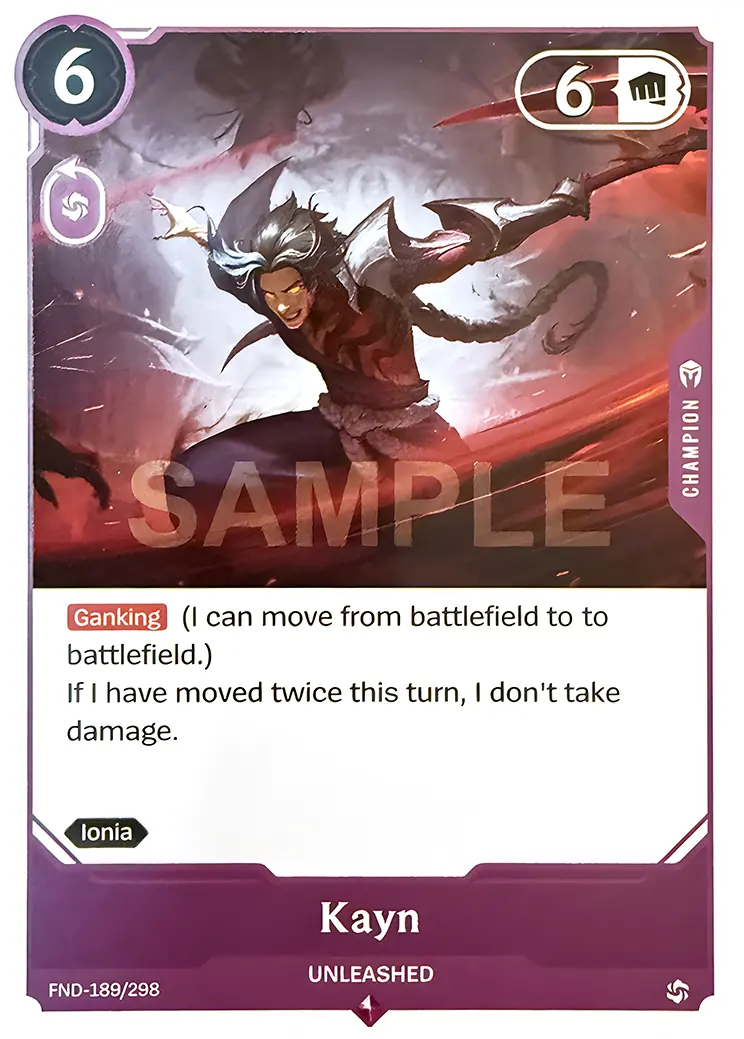 6
6
CHAMPION
SAMPLE
Ganking (I can move from battlefield to to
battlefield.)
If I have moved twice this turn, I don't take
damage.
Ionia
Kayn
UNLEASHED
FND-189/298